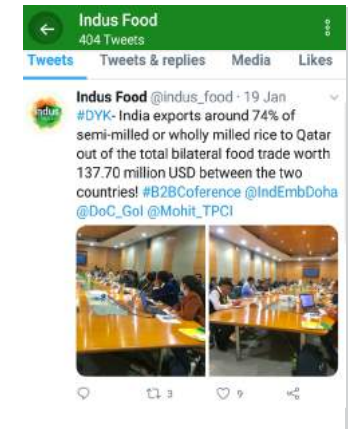 Indus Food
404 Tweets
Tweets Tweets & replies Media Likes
indus
Indus Food @indus_food · 19 Jan
#DYK- India exports around 74% of
semi-milled or wholly milled rice to Qatar
out of the total bilateral food trade worth
137.70 million USD between the two
countries! #B2BCoference @IndEmbDoha
@DoC_GoI @Mohit_TPCI
3 9